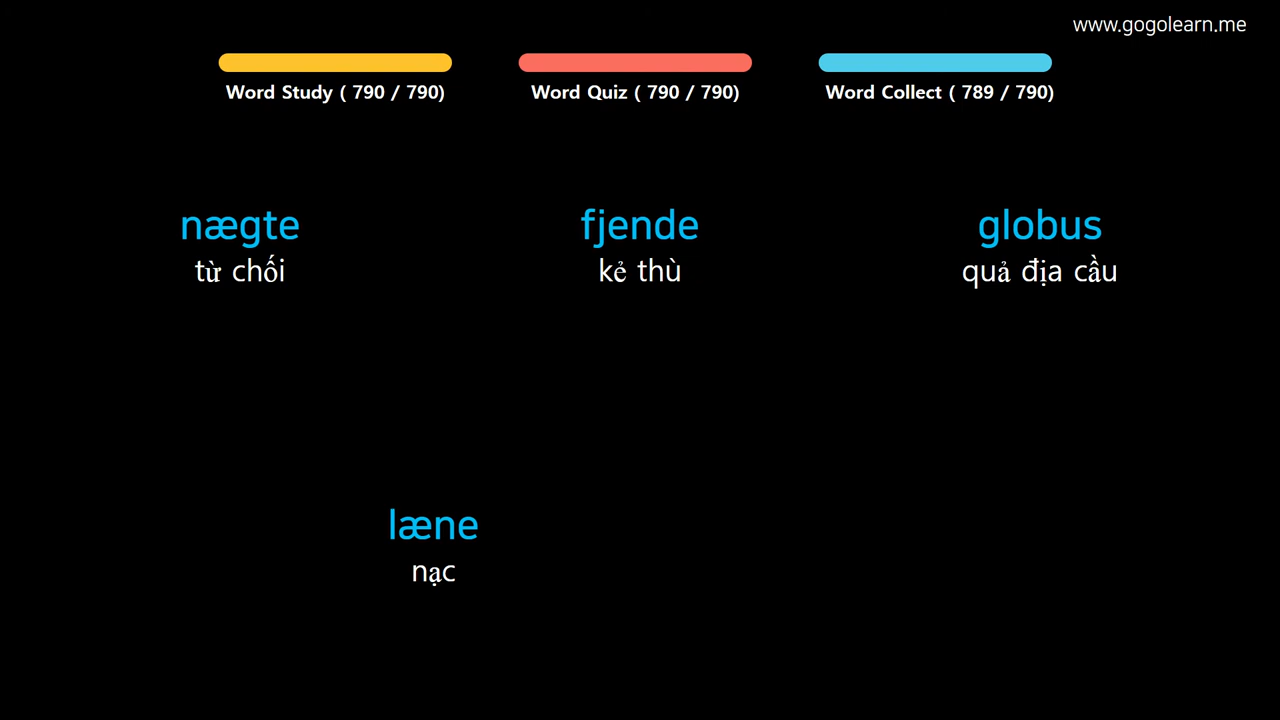 www.gogolearn.me
Word Study ( 790 / 790)
Word Quiz ( 790 / 790)
Word Collect ( 789 / 790)
nægte
từ chối
fjende
kẻ thù
globus
quả địa cầu
læne
nạc